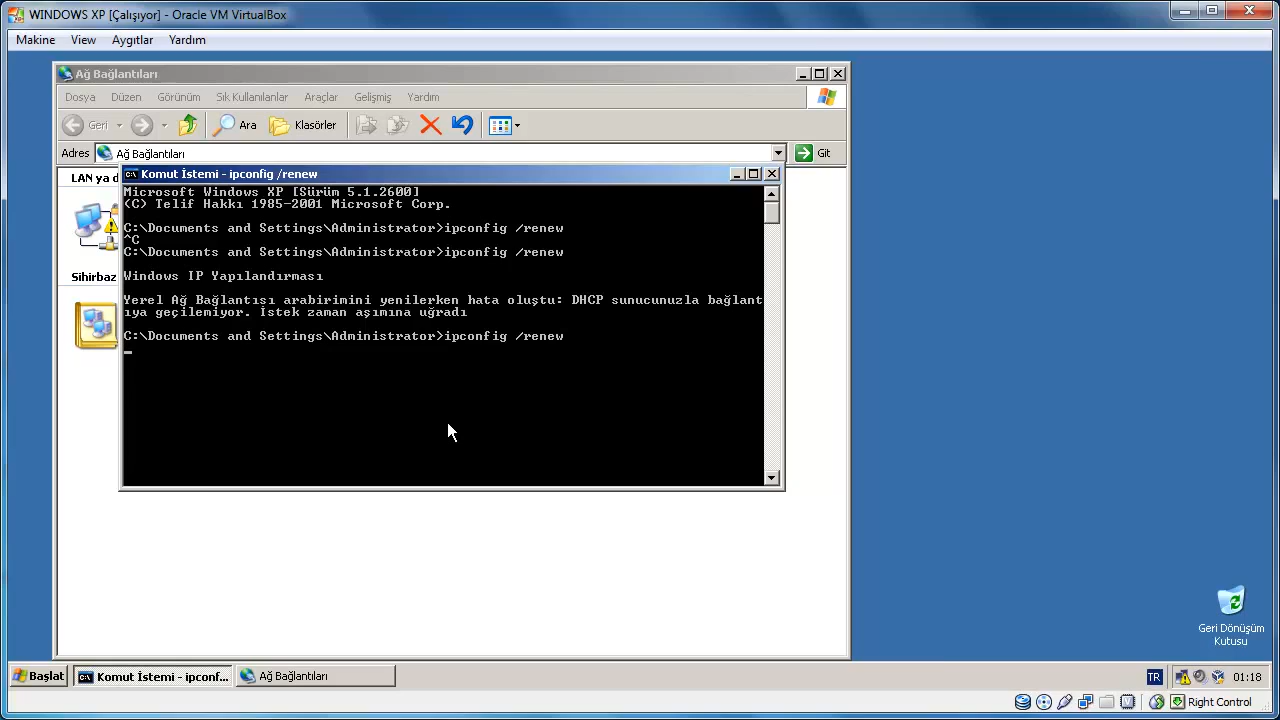 WINDOWS XP [Çalışıyor] - Oracle VM VirtualBox
Makine View Aygıtlar Yardım
Ağ Bağlantıları
Dosya Düzen Görünüm Sık Kullanılanlar Araçlar Gelişmiş Yardım
Geri Ara Klasörler
Adres Ağ Bağlantıları Git
LAN ya d
Komut İstemi - ipconfig /renew
Microsoft Windows XP [Sürüm 5.1.2600]
(C) Telif Hakkı 1985-2001 Microsoft Corp.
C:\Documents and Settings\Administrator>ipconfig /renew
^C
C:\Documents and Settings\Administrator>ipconfig /renew
Sihirbaz
Windows IP Yapılandırması
Yerel Ağ Bağlantısı arabirimini yenilerken hata oluştu: DHCP sunucunuzla bağlant
ıya geçilemiyor. İstek zaman aşımına uğradı
C:\Documents and Settings\Administrator>ipconfig /renew
Geri Dönüşüm
Kutusu
Başlat Komut İstemi - ipconf... Ağ Bağlantıları TR 01:18
Right Control